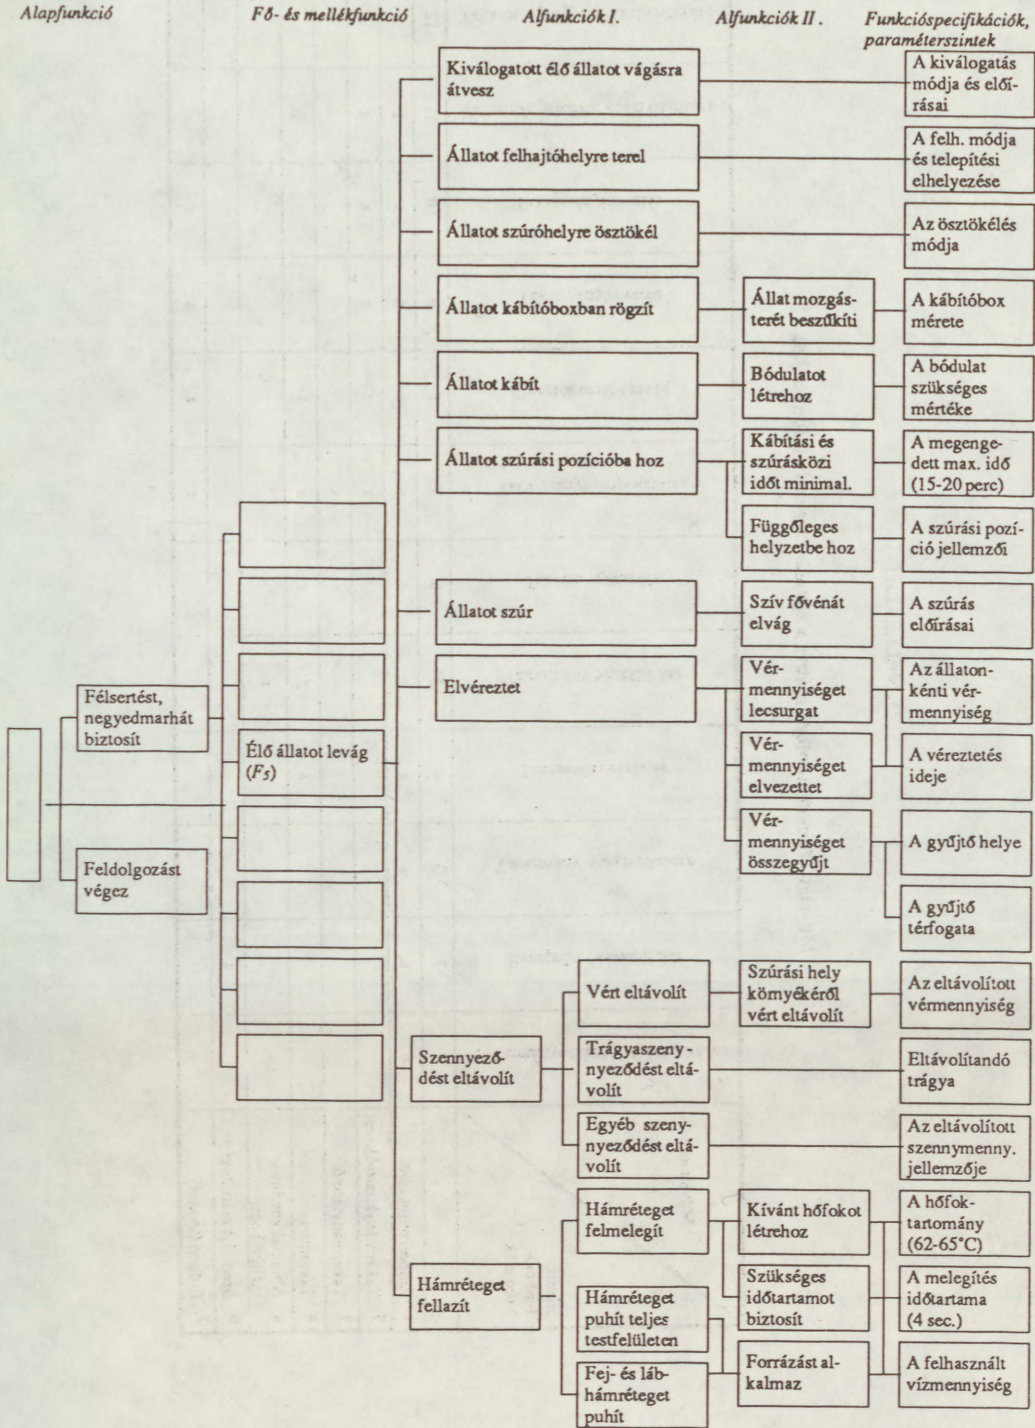 Alapfunkció
Fő- és mellékfunkció
Alfunkciók I.
Alfunkciók II .
Funkcióspecifikációk,
paraméterszintek
Kiválogatott élő állatot vágásra
átvesz
A kiválogatás
módja és előí-
rásai
Állatot felhajtóhelyre terel
A felh. módja
és telepítési
elhelyezése
Állatot szúróhelyre ösztökél
Az ösztökélés
módja
Állatot kábítóboxban rögzít
Állat mozgás-
terét beszűkíti
A kábítóbox
mérete
Állatot kábít
Bódulatot
létrehoz
A bódulat
szükséges
mértéke
Állatot szúrási pozícióba hoz
Kábítási és
szúrásközi
időt minimal.
A megenge-
dett max. idő
(15-20 perc)
Függőleges
helyzetbe hoz
A szúrási pozí-
ció jellemzői
Állatot szúr
Szív fővénát
elvág
A szúrás
előírásai
Elvéreztet
Vér-
mennyiséget
lecsurgat
Az állaton-
kénti vér-
mennyiség
Vér-
mennyiséget
elvezettet
A véreztetés
ideje
Vér-
mennyiséget
összegyűjt
A gyűjtő helye
A gyűjtő
térfogata
Félsertést,
negyedmarhát
biztosít
Élő állatot levág
(F5)
Feldolgozást
végez
Szennyező-
dést eltávolít
Vért eltávolít
Szúrási hely
környékéről
vért eltávolít
Az eltávolított
vérmennyiség
Trágyaszeny-
nyeződést eltá-
volít
Eltávolítandó
trágya
Egyéb szeny-
nyeződést eltá-
volít
Az eltávolított
szennymenny.
jellemzője
Hámréteget
fellazít
Hámréteget
felmelegít
Kívánt hőfokot
létrehoz
A hőfok-
tartomány
(62-65°C)
Hámréteget
puhít teljes
testfelületen
Szükséges
időtartamot
biztosít
A melegítés
időtartama
(4 sec.)
Fej- és láb-
hámréteget
puhít
Forrázást al-
kalmaz
A felhasznált
vízmennyiség